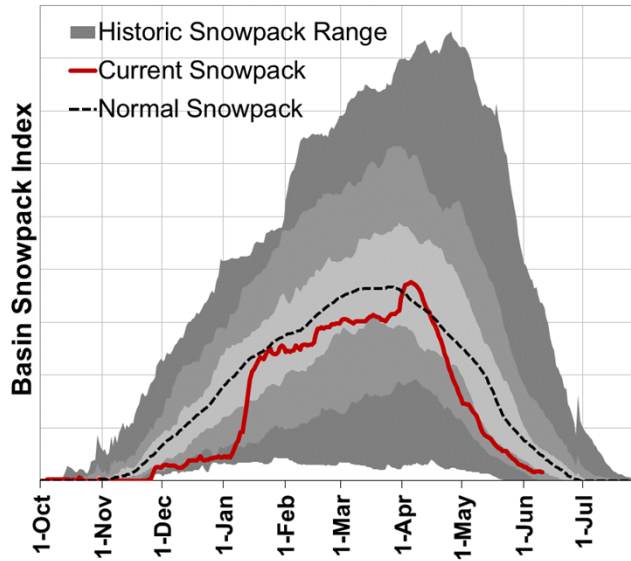 Historic Snowpack Range
Current Snowpack
Normal Snowpack
Basin Snowpack Index
1-Oct
1-Nov
1-Dec
1-Jan
1-Feb
1-Mar
1-Apr
1-May
1-Jun
1-Jul